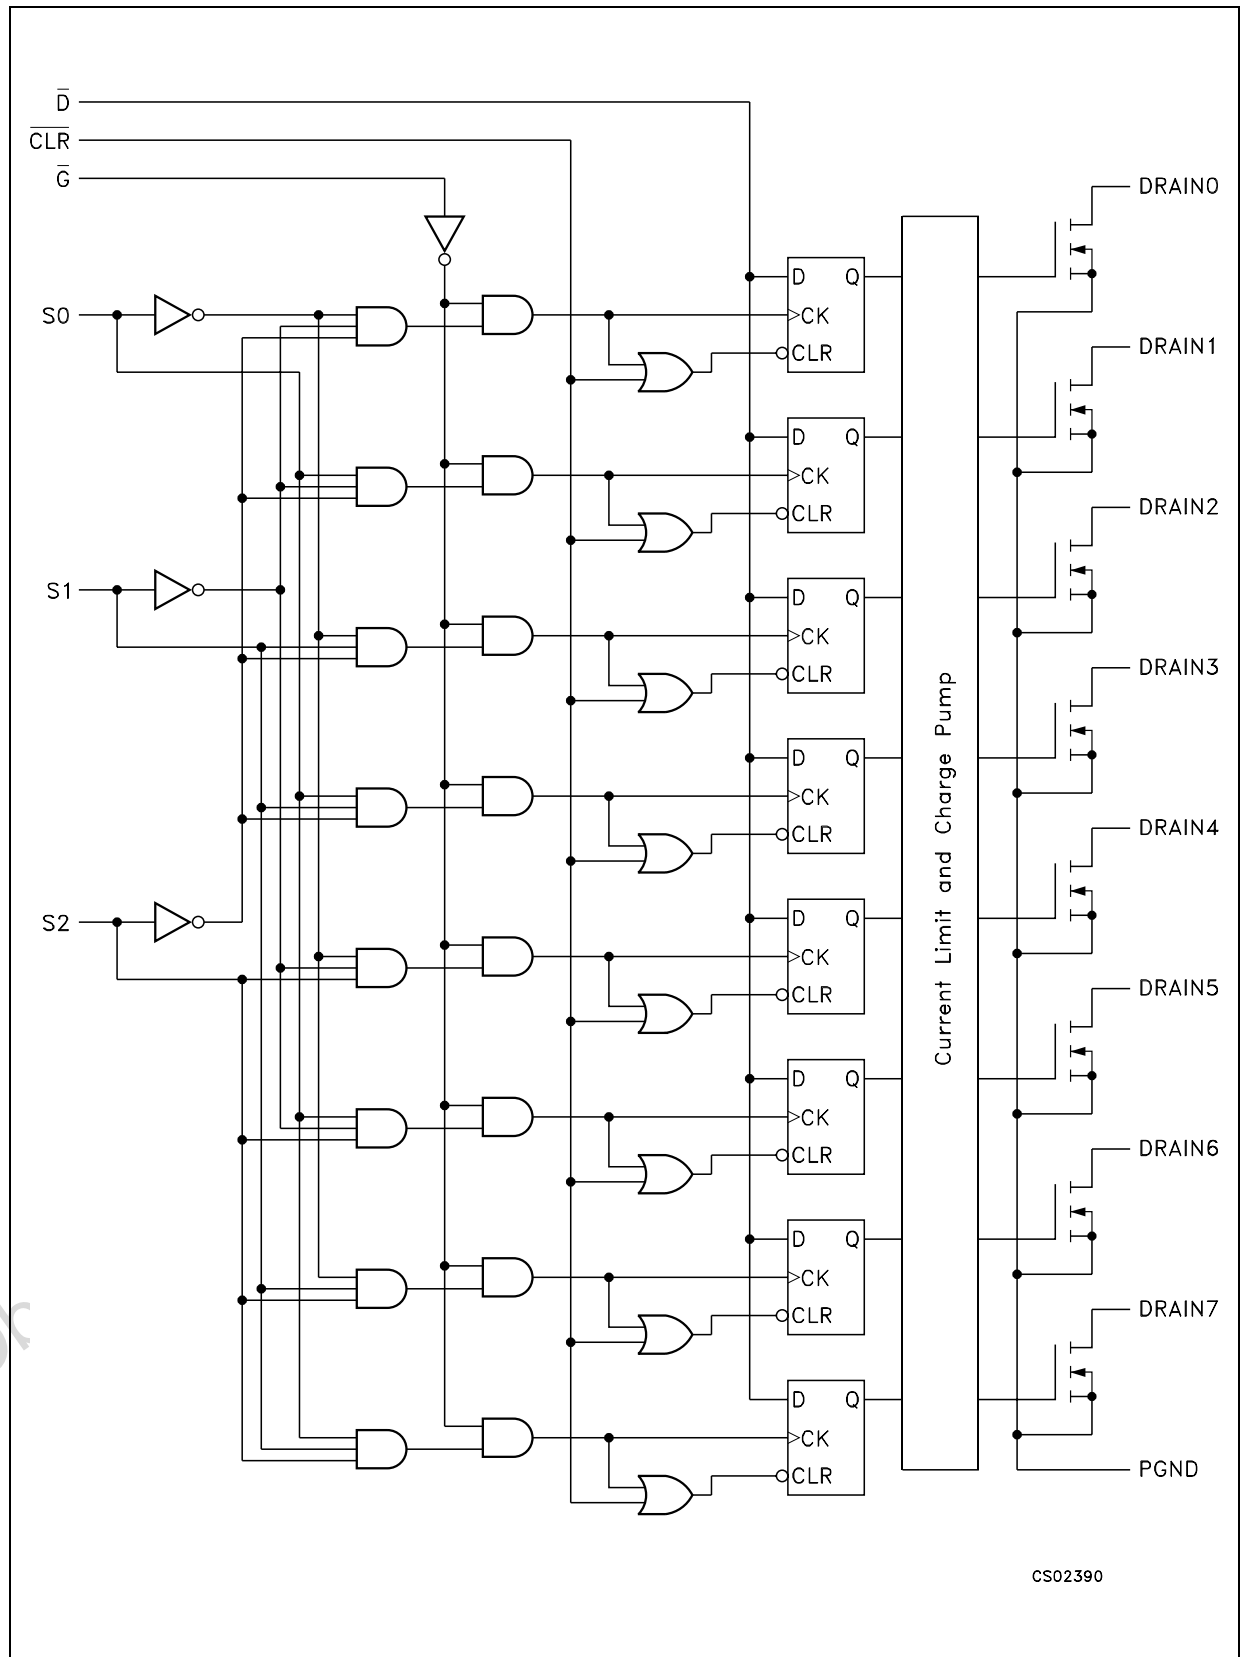 D̅
C̅L̅R̅
G̅
DRAIN0
D Q
S0
CK
CLR
DRAIN1
D Q
CK
CLR
DRAIN2
S1
D Q
CK
CLR
DRAIN3
D Q
CK
CLR
DRAIN4
S2
D Q
CK
CLR
DRAIN5
D Q
CK
CLR
DRAIN6
D Q
CK
CLR
DRAIN7
D Q
CK
CLR
PGND
Current Limit and Charge Pump
CS02390